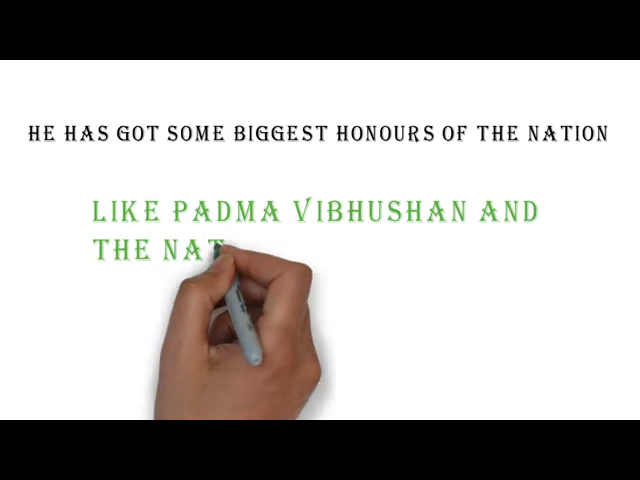 HE HAS GOT SOME BIGGEST HONOURS OF THE NATION
LIKE PADMA VIBHUSHAN AND
THE NAT